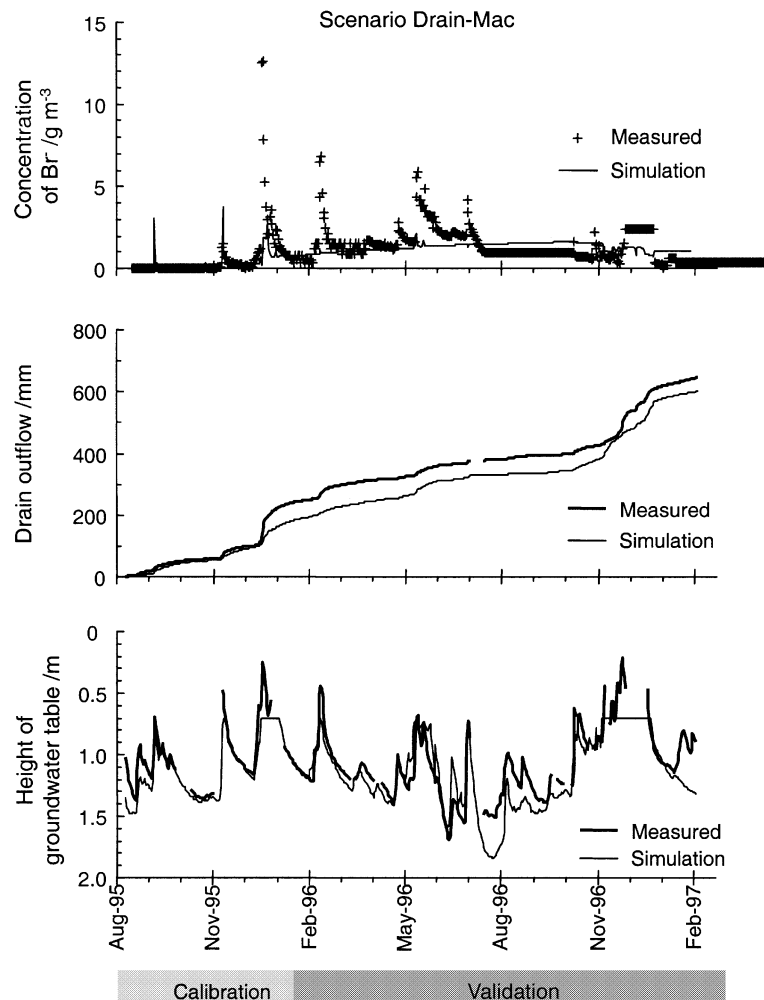 Scenario Drain-Mac
15
10
5
0
Concentration
of Br⁻/g m⁻³
Measured
Simulation
800
600
400
200
0
Drain outflow /mm
Measured
Simulation
0
0.5
1.0
1.5
2.0
Height of
groundwater table /m
Measured
Simulation
Aug-95
Nov-95
Feb-96
May-96
Aug-96
Nov-96
Feb-97
Calibration
Validation